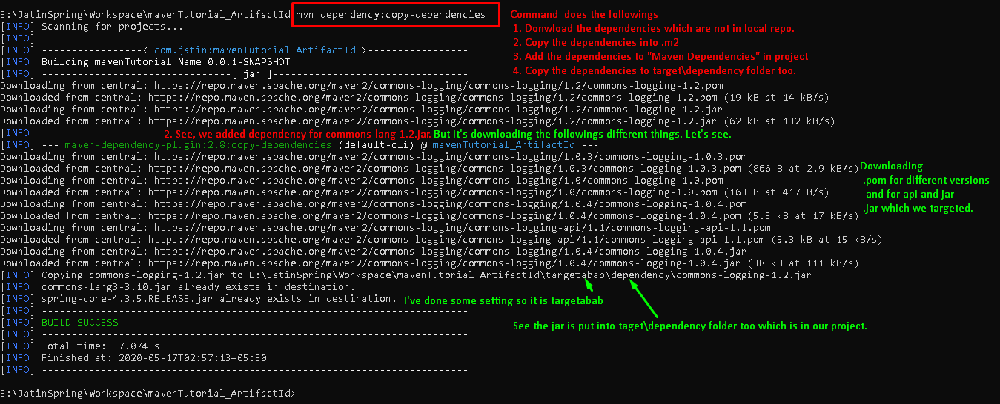 E:\JatinSpring\Workspace\mavenTutorial_ArtifactId>mvn dependency:copy-dependencies
Command does the followings
[INFO] Scanning for projects...
1. Donwload the dependencies which are not in local repo.
[INFO]
2. Copy the dependencies into .m2
[INFO] -----------------< com.jatin:mavenTutorial_ArtifactId >-----------------
3. Add the dependencies to "Maven Dependencies" in project
[INFO] Building mavenTutorial_Name 0.0.1-SNAPSHOT
4. Copy the dependencies to target\dependency folder too.
[INFO] --------------------------------[ jar ]---------------------------------
Downloading from central: https://repo.maven.apache.org/maven2/commons-logging/commons-logging/1.2/commons-logging-1.2.pom
Downloaded from central: https://repo.maven.apache.org/maven2/commons-logging/commons-logging/1.2/commons-logging-1.2.pom (19 kB at 14 kB/s)
Downloading from central: https://repo.maven.apache.org/maven2/commons-logging/commons-logging/1.2/commons-logging-1.2.jar
Downloaded from central: https://repo.maven.apache.org/maven2/commons-logging/commons-logging/1.2/commons-logging-1.2.jar (62 kB at 132 kB/s)
[INFO]
2. See, we added dependency for commons-lang-1.2.jar. But it's downloading the followings different things. Let's see.
[INFO] --- maven-dependency-plugin:2.8:copy-dependencies (default-cli) @ mavenTutorial_ArtifactId ---
Downloading from central: https://repo.maven.apache.org/maven2/commons-logging/commons-logging/1.0.3/commons-logging-1.0.3.pom
Downloaded from central: https://repo.maven.apache.org/maven2/commons-logging/commons-logging/1.0.3/commons-logging-1.0.3.pom (866 B at 2.9 kB/s)
Downloading from central: https://repo.maven.apache.org/maven2/commons-logging/commons-logging/1.0/commons-logging-1.0.pom
Downloaded from central: https://repo.maven.apache.org/maven2/commons-logging/commons-logging/1.0/commons-logging-1.0.pom (163 B at 417 B/s)
Downloading from central: https://repo.maven.apache.org/maven2/commons-logging/commons-logging/1.0.4/commons-logging-1.0.4.pom
Downloaded from central: https://repo.maven.apache.org/maven2/commons-logging/commons-logging/1.0.4/commons-logging-1.0.4.pom (5.3 kB at 17 kB/s)
Downloading from central: https://repo.maven.apache.org/maven2/commons-logging/commons-logging-api/1.1/commons-logging-api-1.1.pom
Downloaded from central: https://repo.maven.apache.org/maven2/commons-logging/commons-logging-api/1.1/commons-logging-api-1.1.pom (5.3 kB at 15 kB/s)
Downloading from central: https://repo.maven.apache.org/maven2/commons-logging/commons-logging/1.0.4/commons-logging-1.0.4.jar
Downloaded from central: https://repo.maven.apache.org/maven2/commons-logging/commons-logging/1.0.4/commons-logging-1.0.4.jar (38 kB at 111 kB/s)
Downloading
.pom for different versions
and for api and jar
.jar which we targeted.
[INFO] Copying commons-logging-1.2.jar to E:\JatinSpring\Workspace\mavenTutorial_ArtifactId\targetabab\dependency\commons-logging-1.2.jar
[INFO] commons-lang3-3.10.jar already exists in destination.
[INFO] spring-core-4.3.5.RELEASE.jar already exists in destination.
I've done some setting so it is targetabab
[INFO] ------------------------------------------------------------------------
[INFO] BUILD SUCCESS
See the jar is put into taget\dependency folder too which is in our project.
[INFO] ------------------------------------------------------------------------
[INFO] Total time:  7.074 s
[INFO] Finished at: 2020-05-17T02:57:13+05:30
[INFO] ------------------------------------------------------------------------
E:\JatinSpring\Workspace\mavenTutorial_ArtifactId>